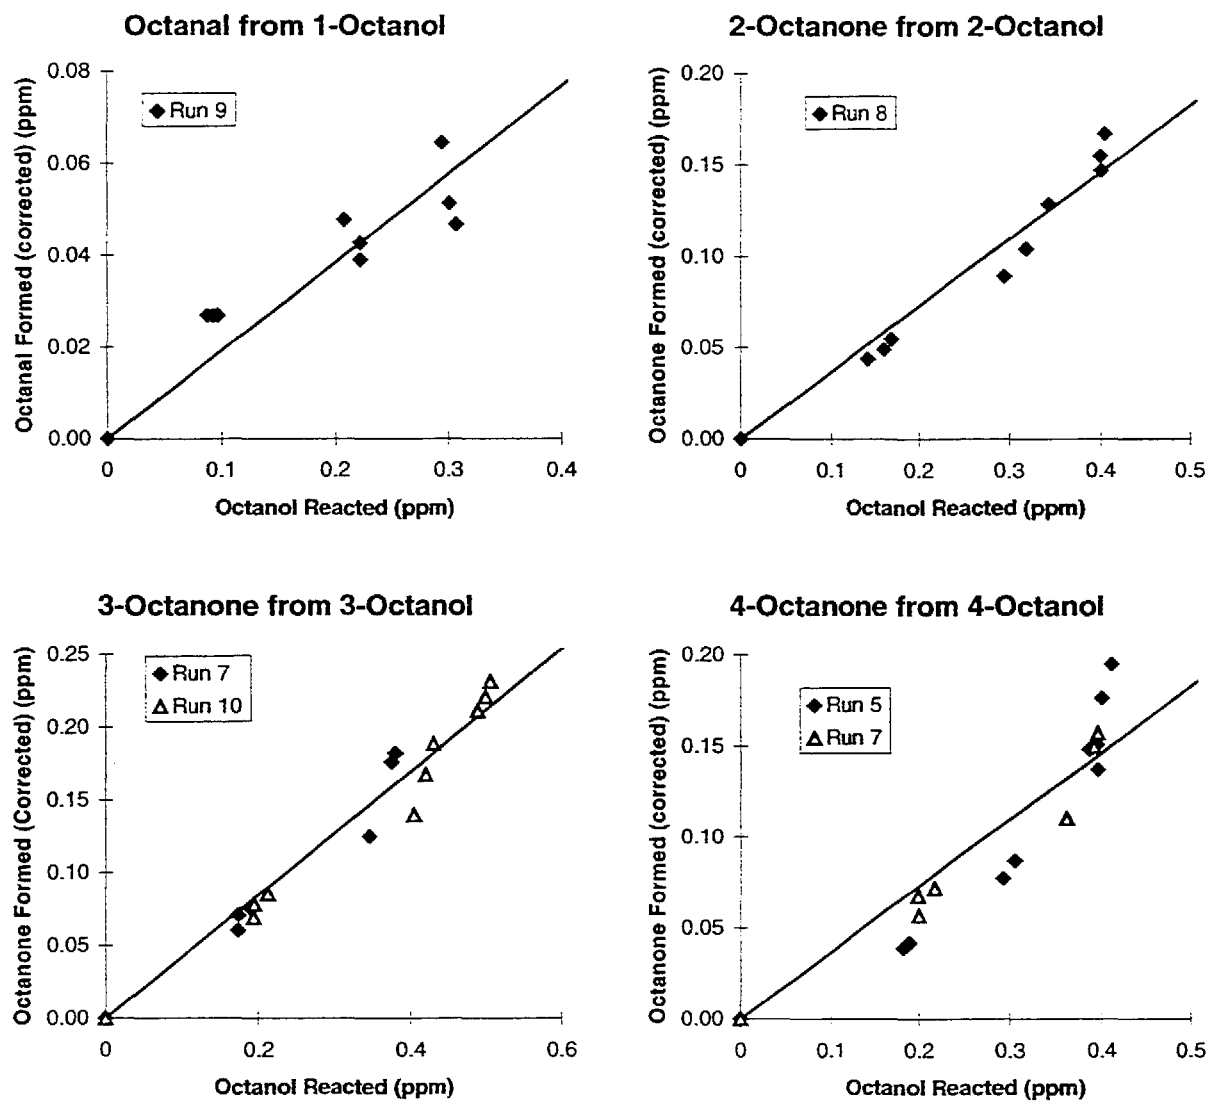 Octanal from 1-Octanol
Octanal Formed (corrected) (ppm)
0.08
0.06
0.04
0.02
0.00
Run 9
0
0.1
0.2
0.3
0.4
Octanol Reacted (ppm)
2-Octanone from 2-Octanol
Octanone Formed (corrected) (ppm)
0.20
0.15
0.10
0.05
0.00
Run 8
0
0.1
0.2
0.3
0.4
0.5
Octanol Reacted (ppm)
3-Octanone from 3-Octanol
Octanone Formed (Corrected) (ppm)
0.25
0.20
0.15
0.10
0.05
0.00
Run 7
Run 10
0
0.2
0.4
0.6
Octanol Reacted (ppm)
4-Octanone from 4-Octanol
Octanone Formed (corrected) (ppm)
0.20
0.15
0.10
0.05
0.00
Run 5
Run 7
0
0.1
0.2
0.3
0.4
0.5
Octanol Reacted (ppm)